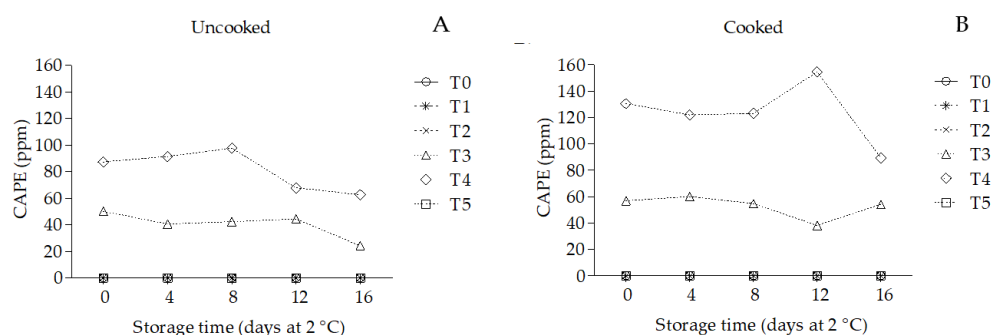 Uncooked
A
160
140
120
100
80
60
40
20
0
CAPE (ppm)
0 4 8 12 16
Storage time (days at 2 °C)
T0
T1
T2
T3
T4
T5
Cooked
B
160
140
120
100
80
60
40
20
0
CAPE (ppm)
0 4 8 12 16
Storage time (days at 2 °C)
T0
T1
T2
T3
T4
T5